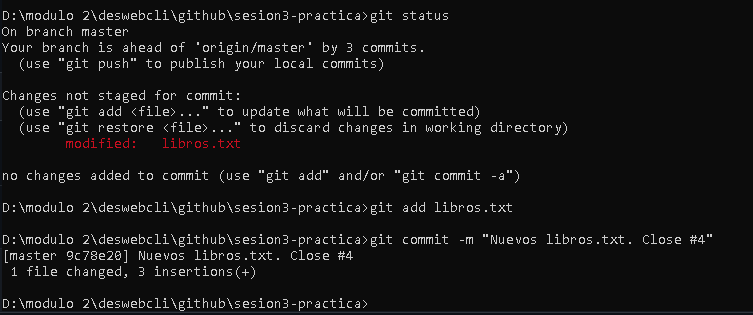 D:\modulo 2\deswebcli\github\sesion3-practica>git status
On branch master
Your branch is ahead of 'origin/master' by 3 commits.
  (use "git push" to publish your local commits)
Changes not staged for commit:
  (use "git add <file>..." to update what will be committed)
  (use "git restore <file>..." to discard changes in working directory)
        modified:   libros.txt
no changes added to commit (use "git add" and/or "git commit -a")
D:\modulo 2\deswebcli\github\sesion3-practica>git add libros.txt
D:\modulo 2\deswebcli\github\sesion3-practica>git commit -m "Nuevos libros.txt. Close #4"
[master 9c78e20] Nuevos libros.txt. Close #4
 1 file changed, 3 insertions(+)
D:\modulo 2\deswebcli\github\sesion3-practica>